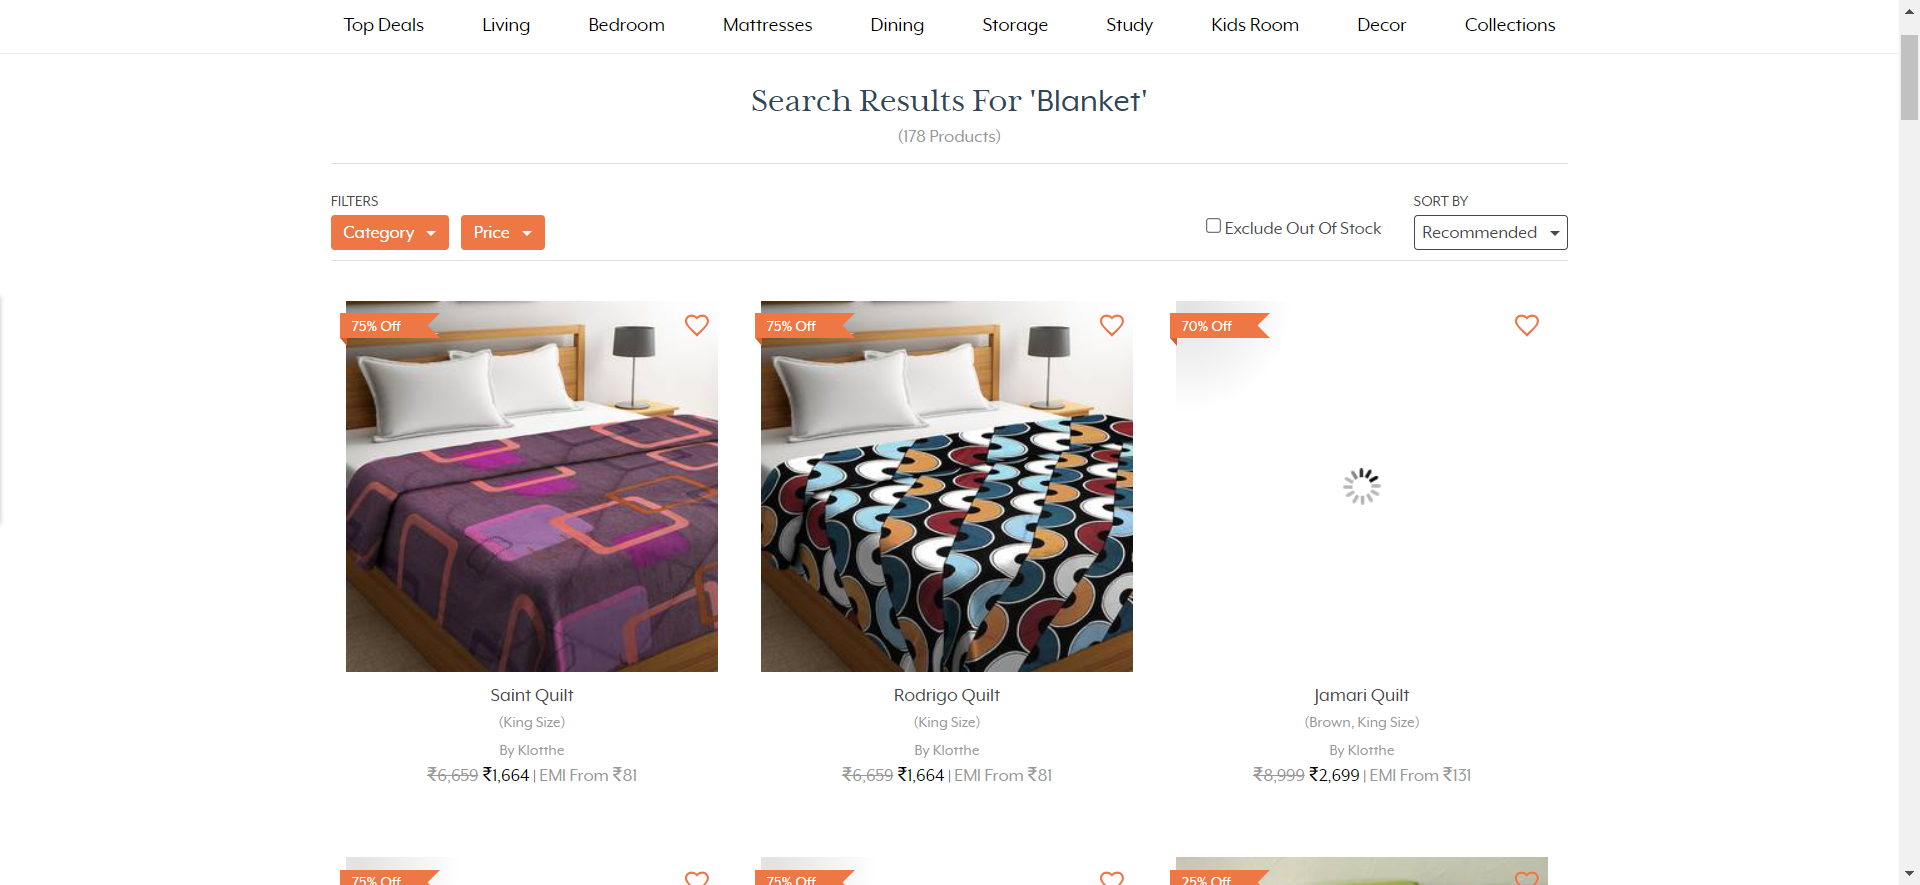 Top Deals Living Bedroom Mattresses Dining Storage Study Kids Room Decor Collections
Search Results For 'Blanket'
(178 Products)
FILTERS
Category
Price
Exclude Out Of Stock
SORT BY
Recommended
75% Off
75% Off
70% Off
Saint Quilt
(King Size)
By Klotthe
₹6,659 ₹1,664 | EMI From ₹81
Rodrigo Quilt
(King Size)
By Klotthe
₹6,659 ₹1,664 | EMI From ₹81
Jamari Quilt
(Brown, King Size)
By Klotthe
₹8,999 ₹2,699 | EMI From ₹131
75% Off
75% Off
25% Off